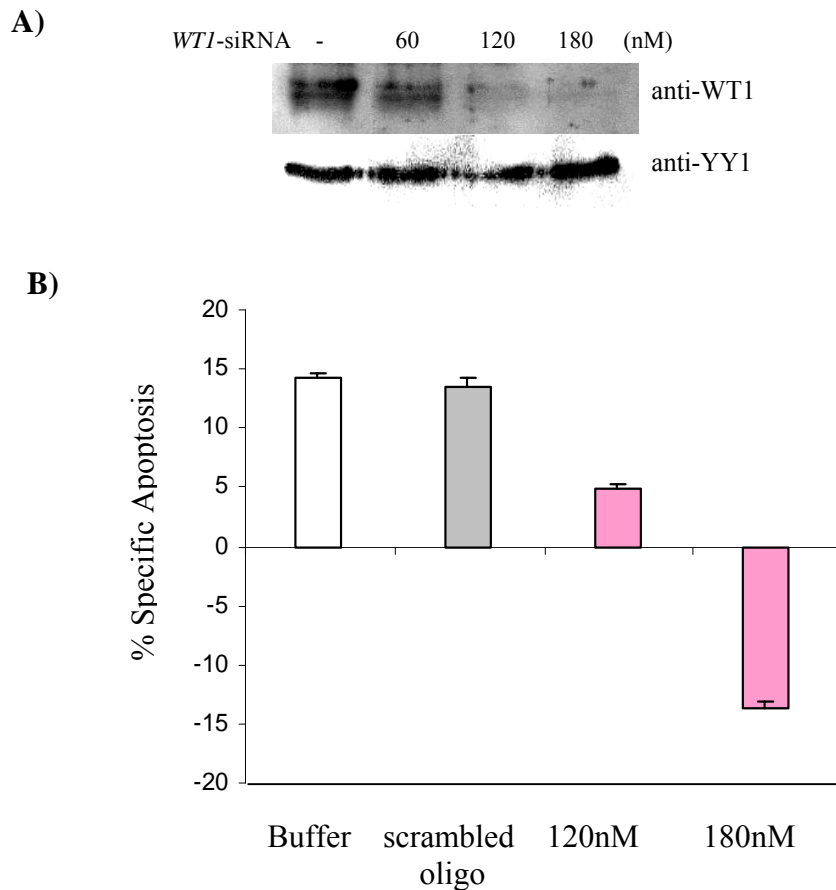 A)
WT1-siRNA - 60 120 180 (nM)
anti-WT1
anti-YY1
B)
% Specific Apoptosis
20
15
10
5
0
-5
-10
-15
-20
Buffer scrambled oligo 120nM 180nM